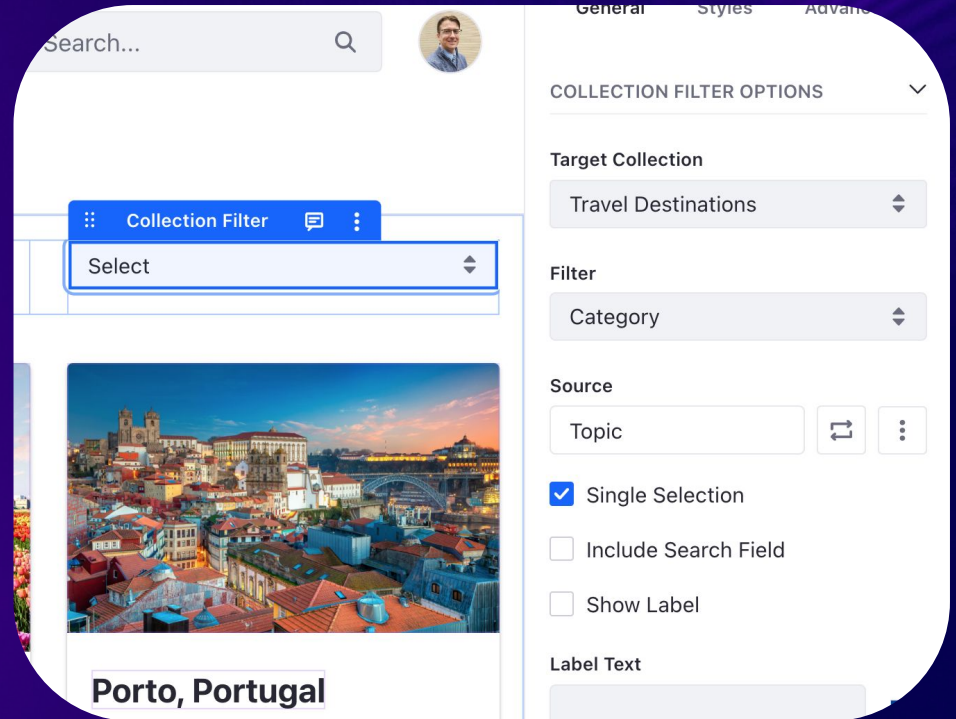 Search...
Collection Filter
Select
Porto, Portugal
General Styles
COLLECTION FILTER OPTIONS
Target Collection
Travel Destinations
Filter
Category
Source
Topic
Single Selection
Include Search Field
Show Label
Label Text